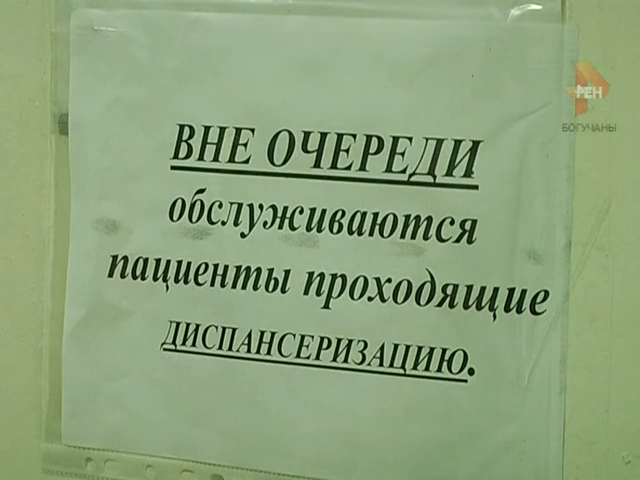 РЕН
БОГУЧАНЫ
ВНЕ ОЧЕРЕДИ
обслуживаются
пациенты проходящие
ДИСПАНСЕРИЗАЦИЮ.